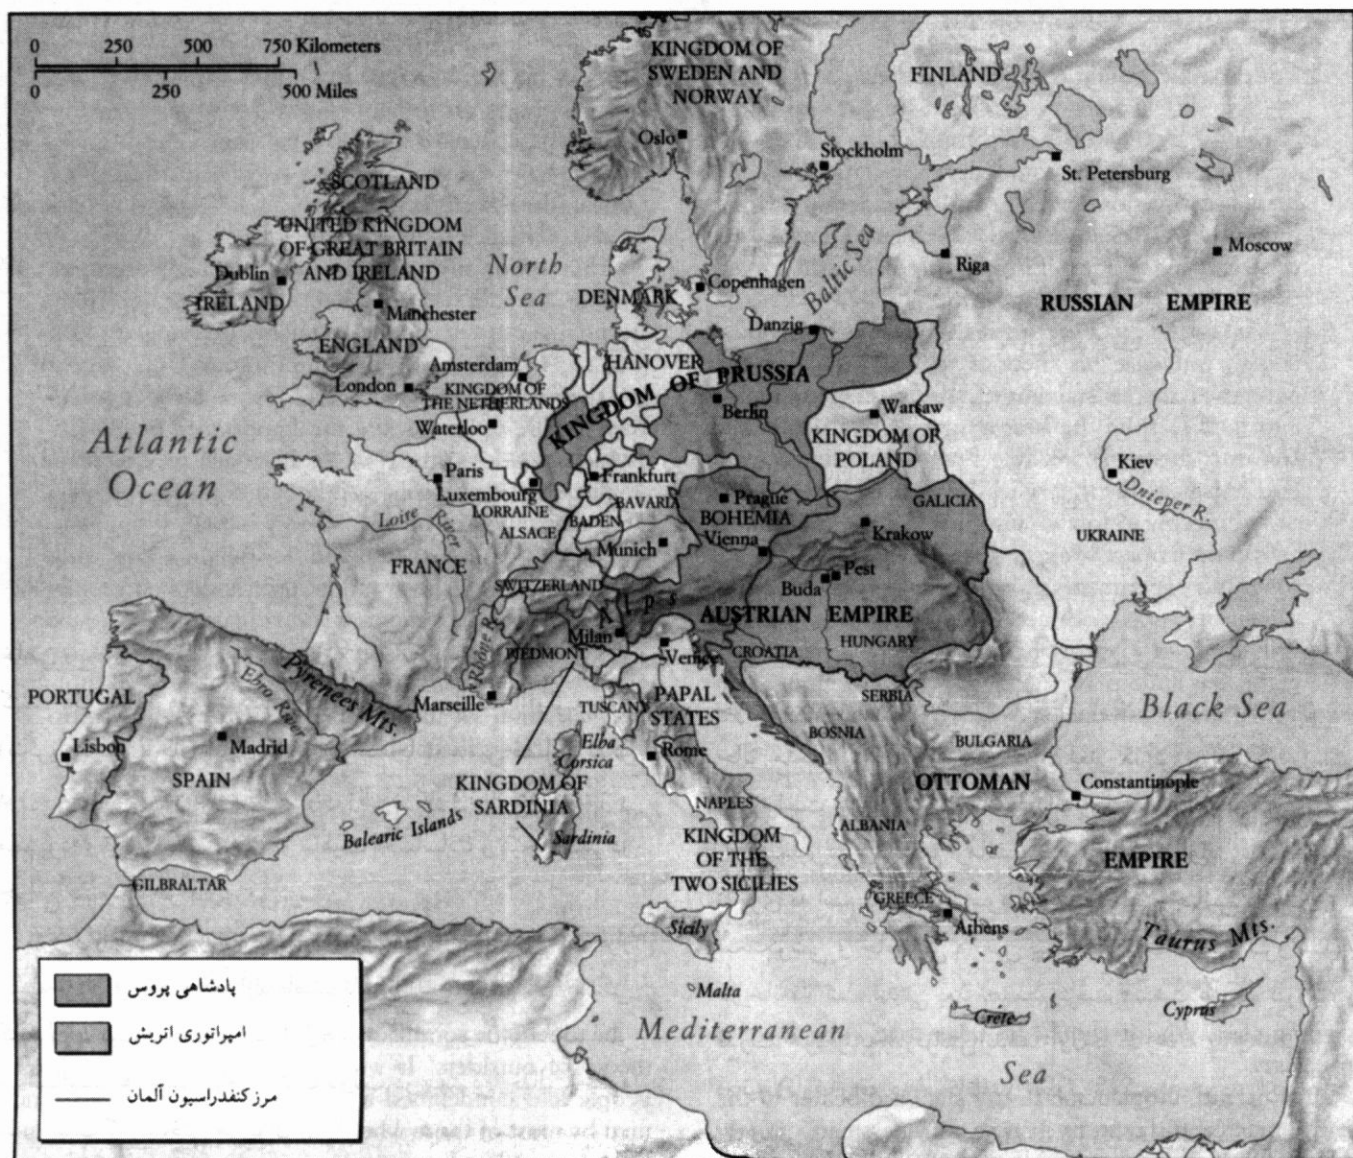 0 250 500 750 Kilometers
0 250 500 Miles
KINGDOM OF
SWEDEN AND
NORWAY
FINLAND
Oslo
Stockholm
St. Petersburg
SCOTLAND
UNITED KINGDOM
OF GREAT BRITAIN
AND IRELAND
Dublin
IRELAND
North
Sea
Baltic Sea
Moscow
Riga
DENMARK
Copenhagen
RUSSIAN EMPIRE
Manchester
ENGLAND
Danzig
Amsterdam
HANOVER
KINGDOM OF PRUSSIA
London
KINGDOM OF
THE NETHERLANDS
Berlin
Warsaw
Waterloo
KINGDOM OF
POLAND
Atlantic
Ocean
Paris
Frankfurt
Kiev
Luxembourg
Prague
GALICIA
Dnieper R.
LORRAINE
BAVARIA
BOHEMIA
Loire River
ALSACE
BADEN
Krakow
UKRAINE
Munich
Vienna
FRANCE
Pest
Buda
SWITZERLAND
Alps
AUSTRIAN EMPIRE
Milan
HUNGARY
PIEDMONT
Venice
CROATIA
Rhône R.
Pyrenees Mts.
Ebro River
PORTUGAL
Marseille
TUSCANY
PAPAL
STATES
SERBIA
Black Sea
BOSNIA
BULGARIA
Lisbon
Madrid
Elba
Corsica
Rome
SPAIN
KINGDOM OF
SARDINIA
OTTOMAN
Constantinople
NAPLES
Balearic Islands
Sardinia
ALBANIA
KINGDOM
OF THE
TWO SICILIES
EMPIRE
GILBRALTAR
GREECE
Sicily
Athens
Taurus Mts.
Malta
Crete
Cyprus
Mediterranean
Sea
پادشاهی پروس
امپراتوری اتریش
مرز کنفدراسیون آلمان